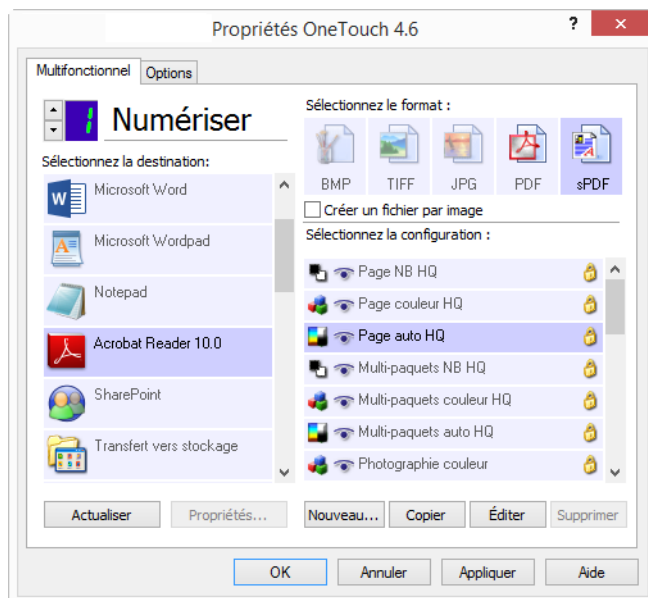 Propriétés OneTouch 4.6
Multifonctionnel
Options
1
Numériser
Sélectionnez la destination:
Microsoft Word
Microsoft Wordpad
Notepad
Acrobat Reader 10.0
SharePoint
Transfert vers stockage
Actualiser
Propriétés...
Sélectionnez le format :
BMP
TIFF
JPG
PDF
sPDF
Créer un fichier par image
Sélectionnez la configuration :
Page NB HQ
Page couleur HQ
Page auto HQ
Multi-paquets NB HQ
Multi-paquets couleur HQ
Multi-paquets auto HQ
Photographie couleur
Nouveau...
Copier
Éditer
Supprimer
OK
Annuler
Appliquer
Aide